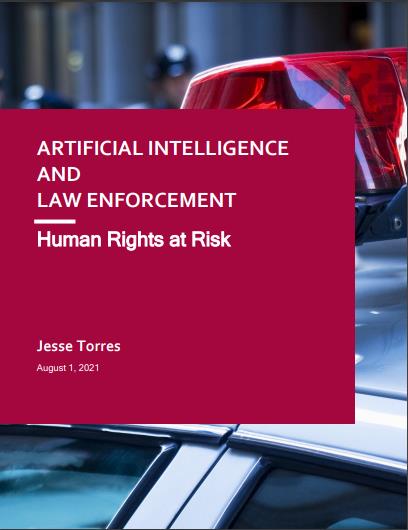 ARTIFICIAL INTELLIGENCE
AND
LAW ENFORCEMENT
Human Rights at Risk
Jesse Torres
August 1, 2021